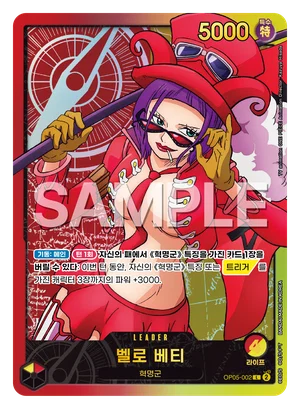 5000
특수
特
SAMPLE
기동: 메인 턴 1회 자신의 패에서 《혁명군》 특징을 가진 카드 1장을
버릴 수 있다: 이번 턴 동안, 자신의 《혁명군》 특징 또는 트리거 를
가진 캐릭터 3장까지의 파워 +3000.
LEADER
벨로 베티
혁명군
라이프
OP05-002 L 2